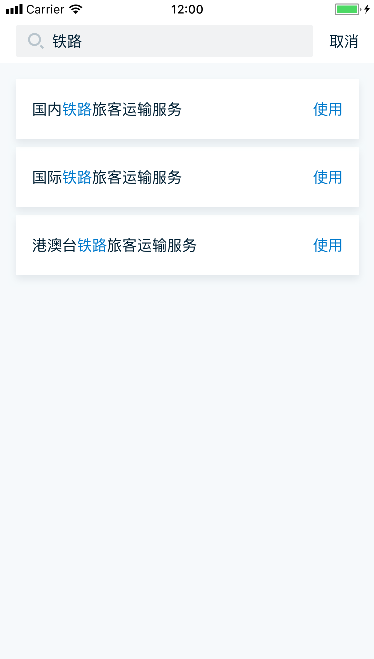 Carrier 12:00
铁路 取消
国内铁路旅客运输服务 使用
国际铁路旅客运输服务 使用
港澳台铁路旅客运输服务 使用